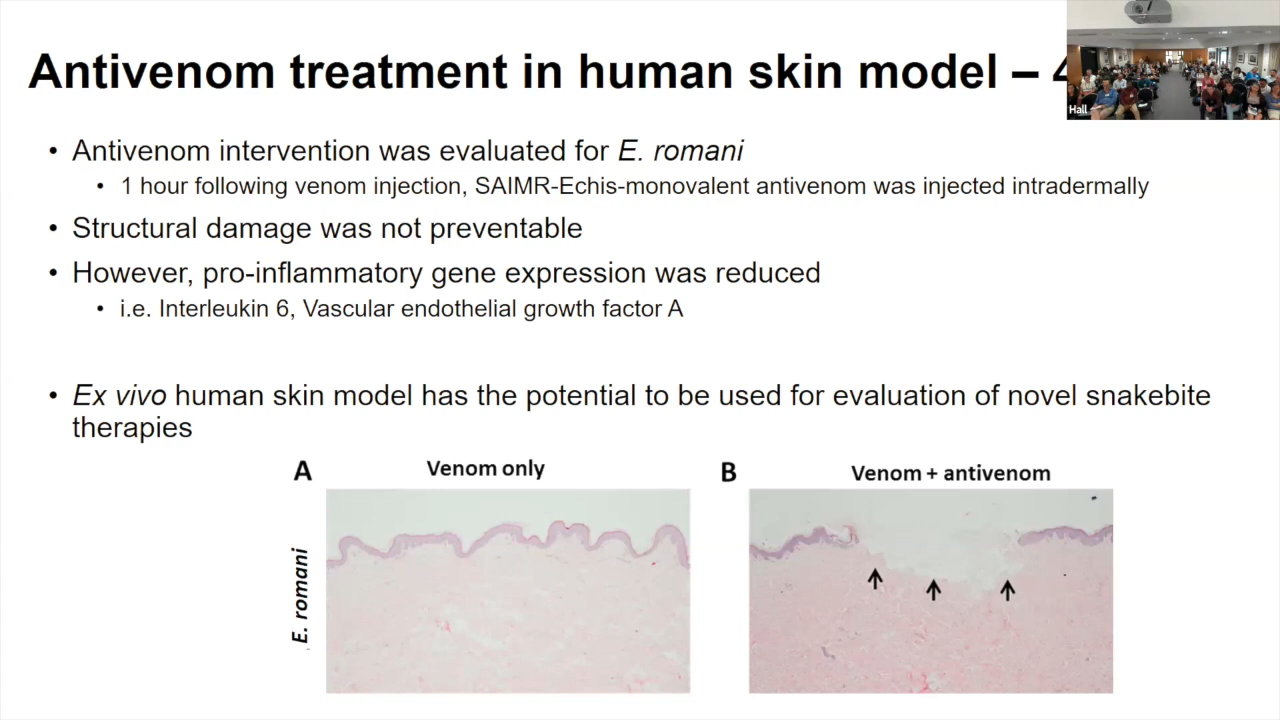 Antivenom treatment in human skin model – 4
Hall
• Antivenom intervention was evaluated for E. romani
• 1 hour following venom injection, SAIMR-Echis-monovalent antivenom was injected intradermally
• Structural damage was not preventable
• However, pro-inflammatory gene expression was reduced
• i.e. Interleukin 6, Vascular endothelial growth factor A
• Ex vivo human skin model has the potential to be used for evaluation of novel snakebite
therapies
A
Venom only
B
Venom + antivenom
E. romani